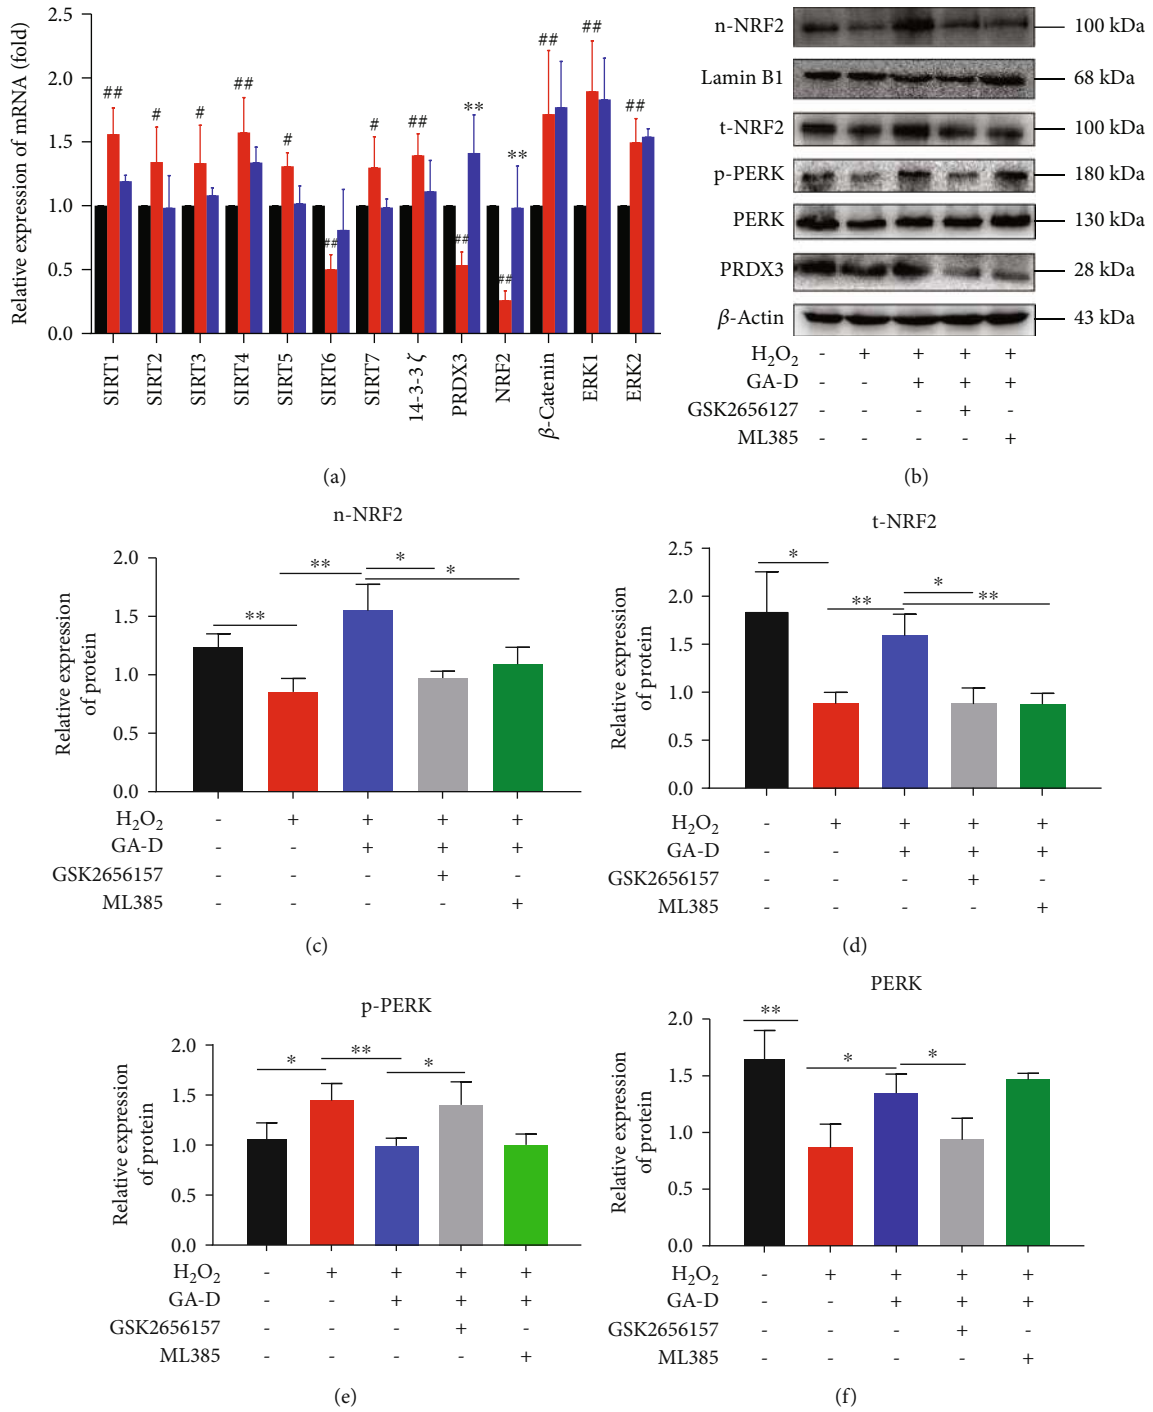 Relative expression of mRNA (fold)
2.5
2.0
1.5
1.0
0.5
0.0
## # # ## # ## # ## ## ** ## ** ## ## ##
SIRT1 SIRT2 SIRT3 SIRT4 SIRT5 SIRT6 SIRT7 14-3-3 ζ PRDX3 NRF2 β-Catenin ERK1 ERK2
(a)
n-NRF2 100 kDa
Lamin B1 68 kDa
t-NRF2 100 kDa
p-PERK 180 kDa
PERK 130 kDa
PRDX3 28 kDa
β-Actin 43 kDa
H₂O₂ - + + + +
GA-D - - + + +
GSK2656127 - - - + -
ML385 - - - - +
(b)
n-NRF2
Relative expression
of protein
2.0
1.5
1.0
0.5
0.0
** ** * *
H₂O₂ - + + + +
GA-D - - + + +
GSK2656157 - - - + -
ML385 - - - - +
(c)
t-NRF2
Relative expression
of protein
2.5
2.0
1.5
1.0
0.5
0.0
* ** * **
H₂O₂ - + + + +
GA-D - - + + +
GSK2656157 - - - + -
ML385 - - - - +
(d)
p-PERK
Relative expression
of protein
2.0
1.5
1.0
0.5
0.0
* ** *
H₂O₂ - + + + +
GA-D - - + + +
GSK2656157 - - - + -
ML385 - - - - +
(e)
PERK
Relative expression
of protein
2.0
1.5
1.0
0.5
0.0
** * *
H₂O₂ - + + + +
GA-D - - + + +
GSK2656157 - - - + -
ML385 - - - - +
(f)